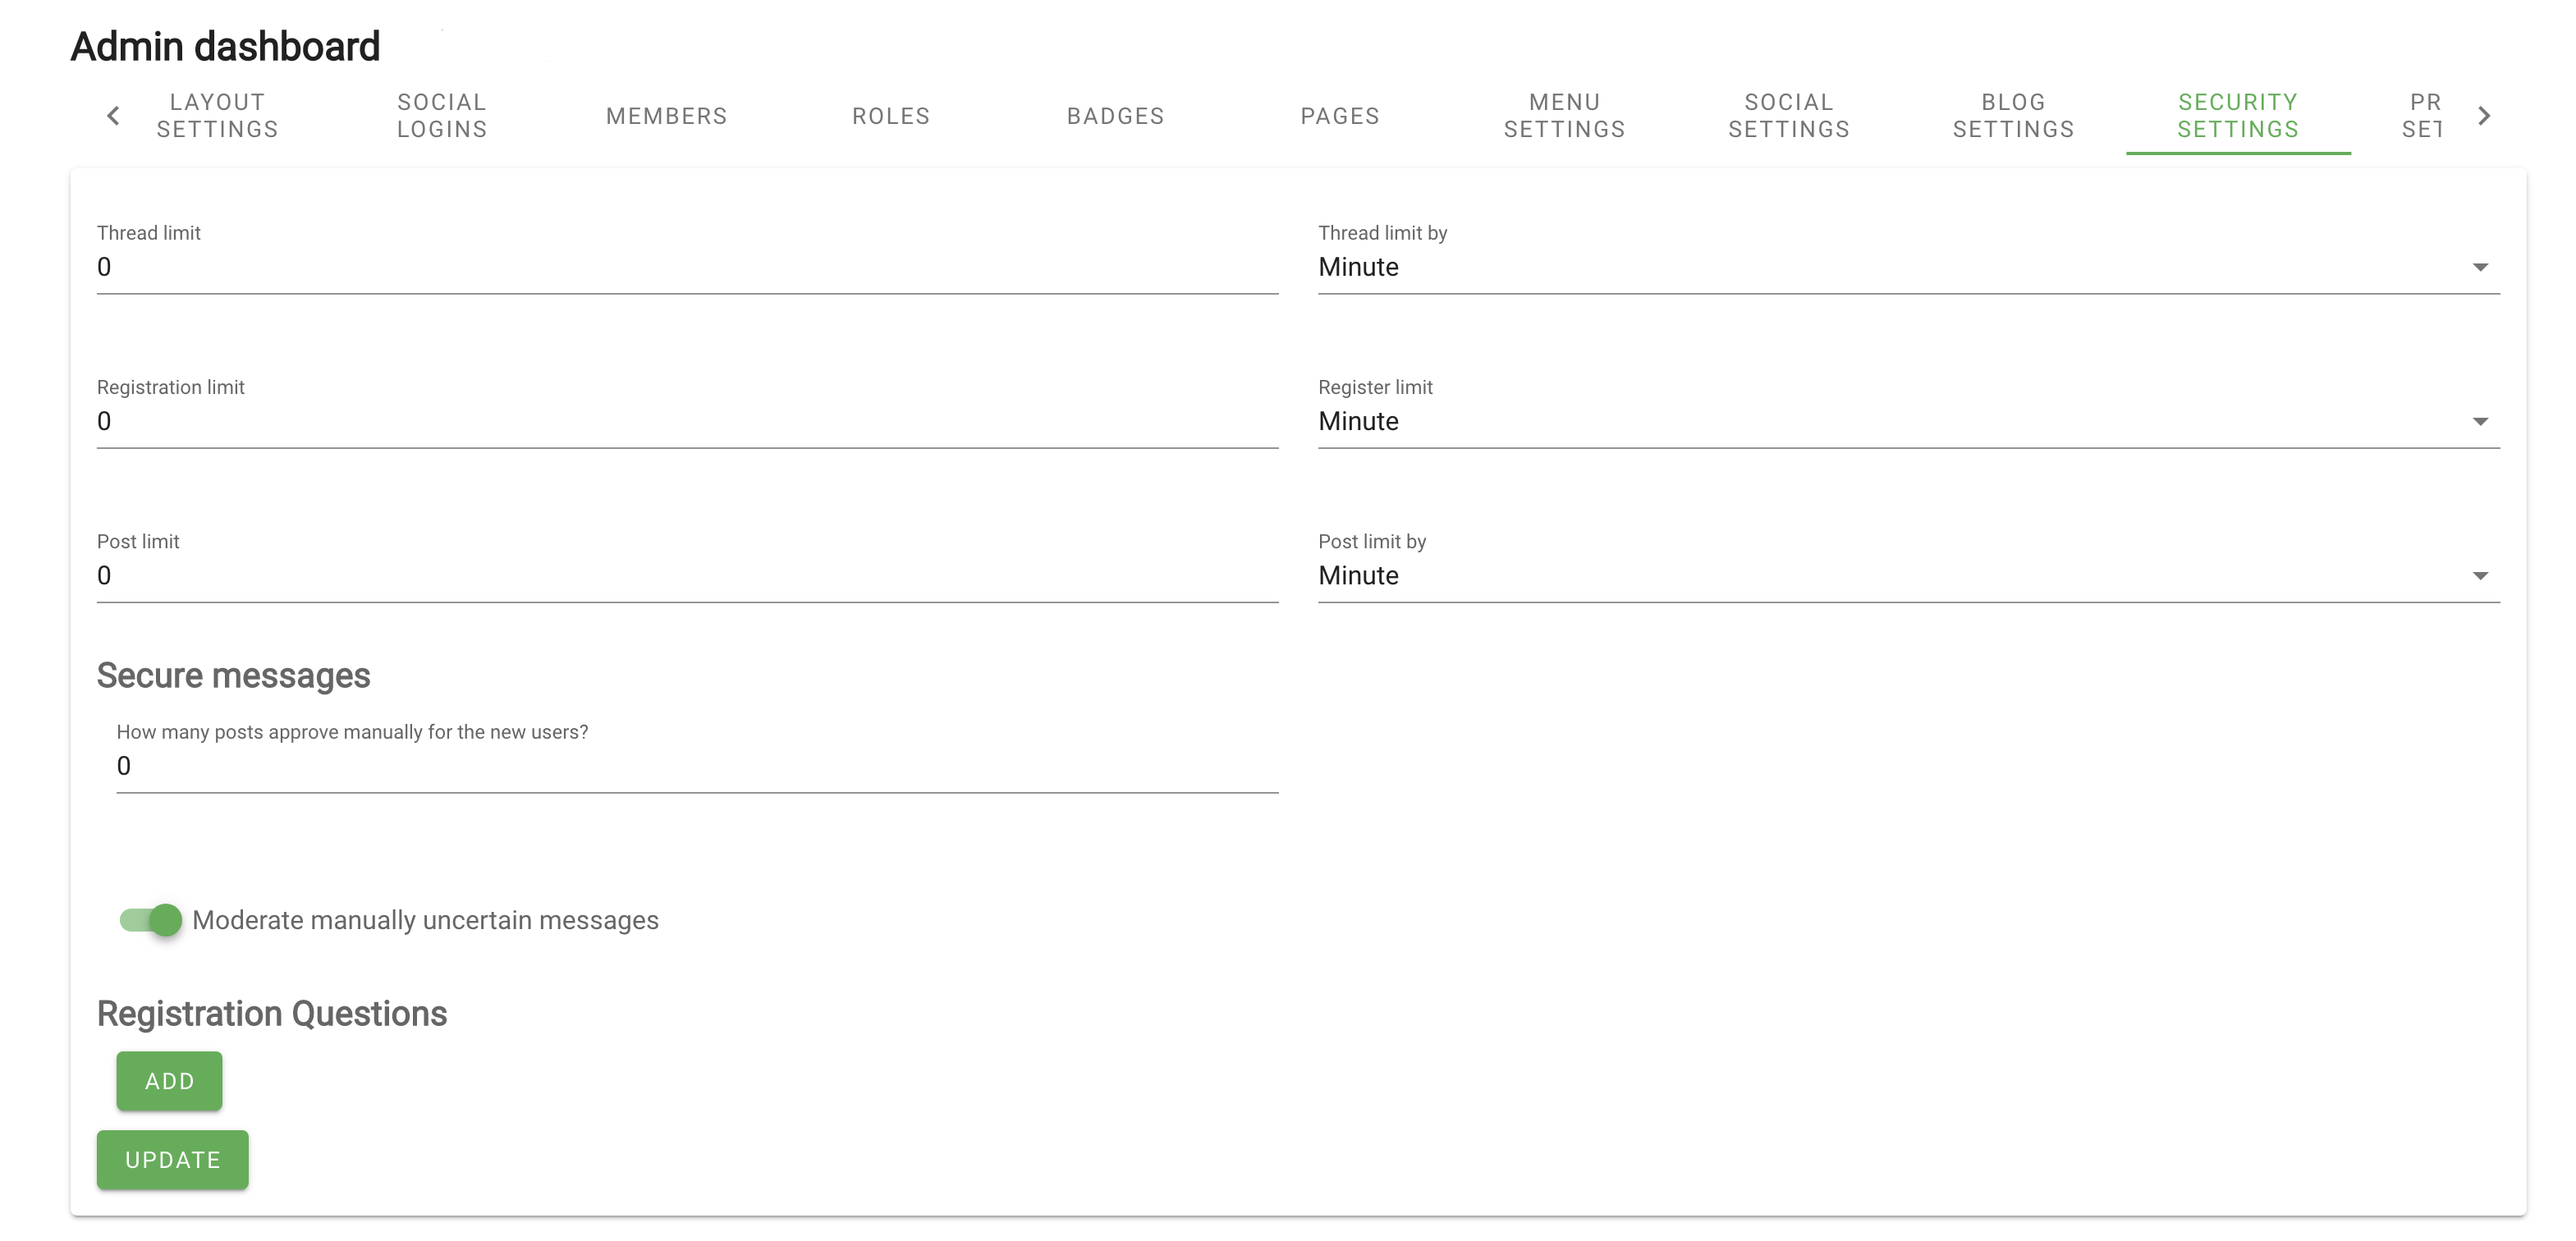 Admin dashboard
LAYOUT SETTINGS
SOCIAL LOGINS
MEMBERS
ROLES
BADGES
PAGES
MENU SETTINGS
SOCIAL SETTINGS
BLOG SETTINGS
SECURITY SETTINGS
Thread limit
0
Thread limit by
Minute
Registration limit
0
Register limit
Minute
Post limit
0
Post limit by
Minute
Secure messages
How many posts approve manually for the new users?
0
Moderate manually uncertain messages
Registration Questions
ADD
UPDATE